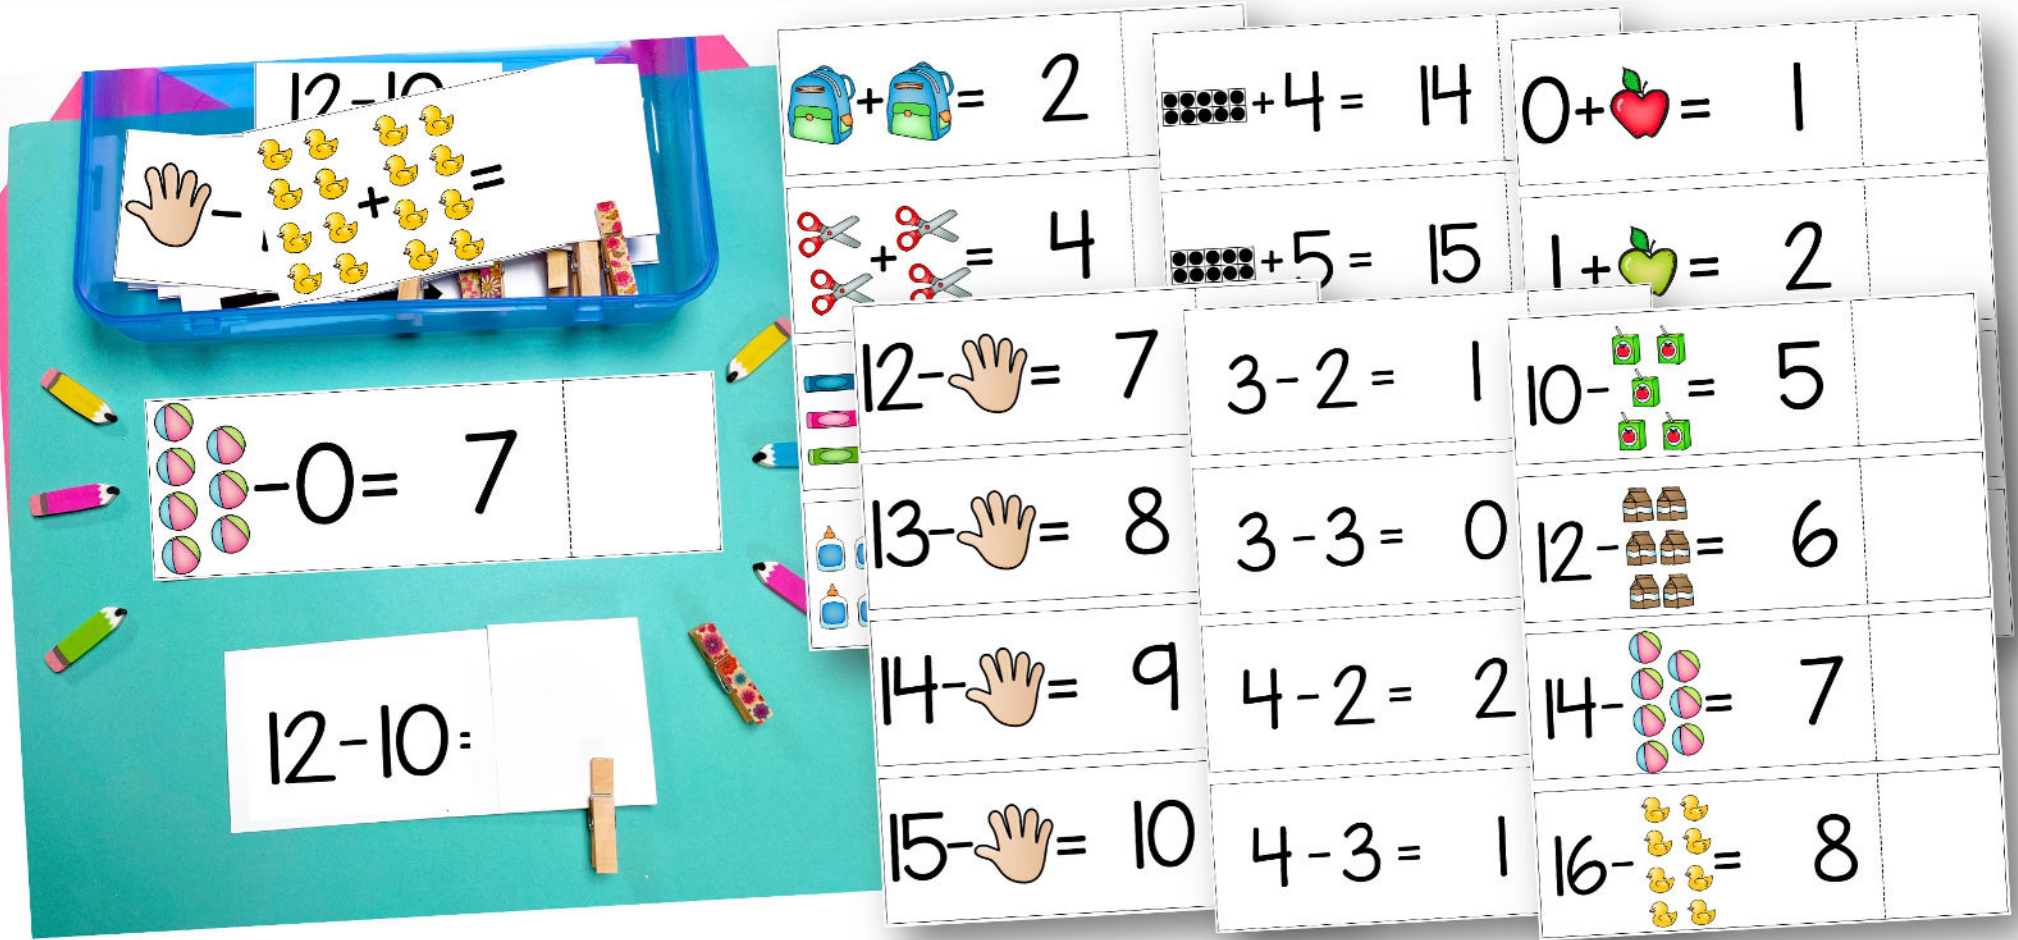 12-10
- 
+ =
-0= 7
12-10=
+ = 2
+ = 4
+4= 14
+5= 15
0+ = 1
1+ = 2
12- = 7
13- = 8
14- = 9
15- = 10
3-2= 1
3-3= 0
4-2= 2
4-3= 1
10- = 5
12- = 6
14- = 7
16- = 8